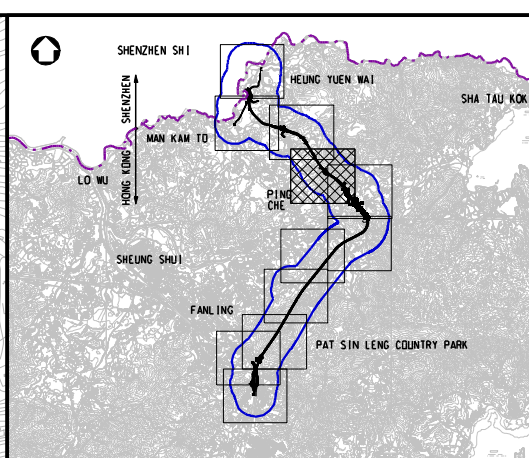 SHENZHEN SHI
HEUNG YUEN WAI
SHA TAU KOK
SHENZHEN
HONG KONG
MAN KAM TO
LO WU
PING
CHE
SHEUNG SHUI
FANLING
PAT SIN LENG COUNTRY PARK